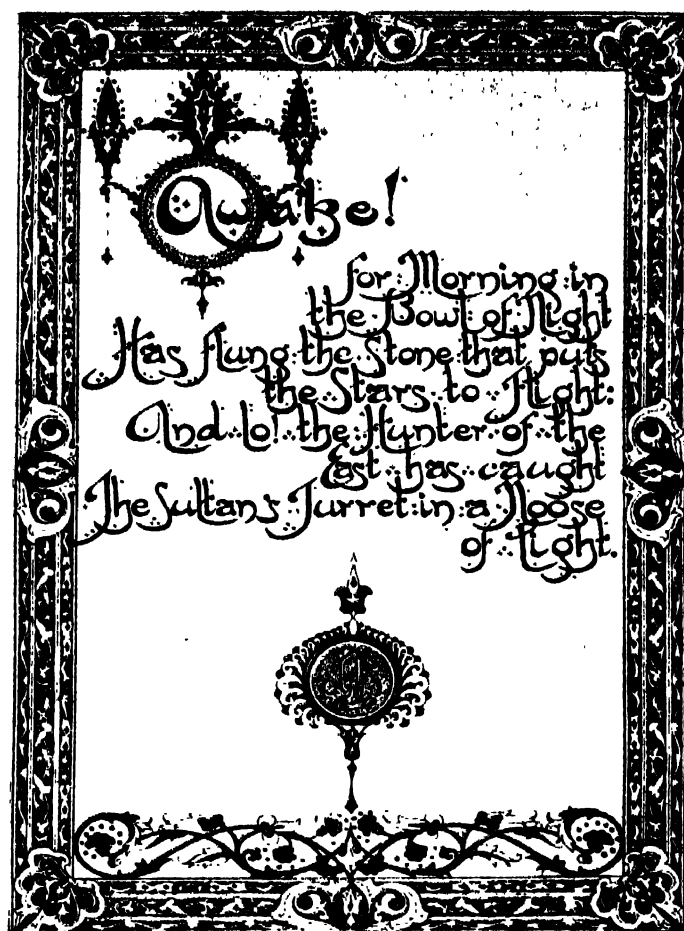 Awake!
for Morning in
the Bowl of Night
Has flung the Stone that puts
the Stars to Flight:
And lo! the Hunter of the
East has caught
The Sultan's Turret in a Noose
of Light.